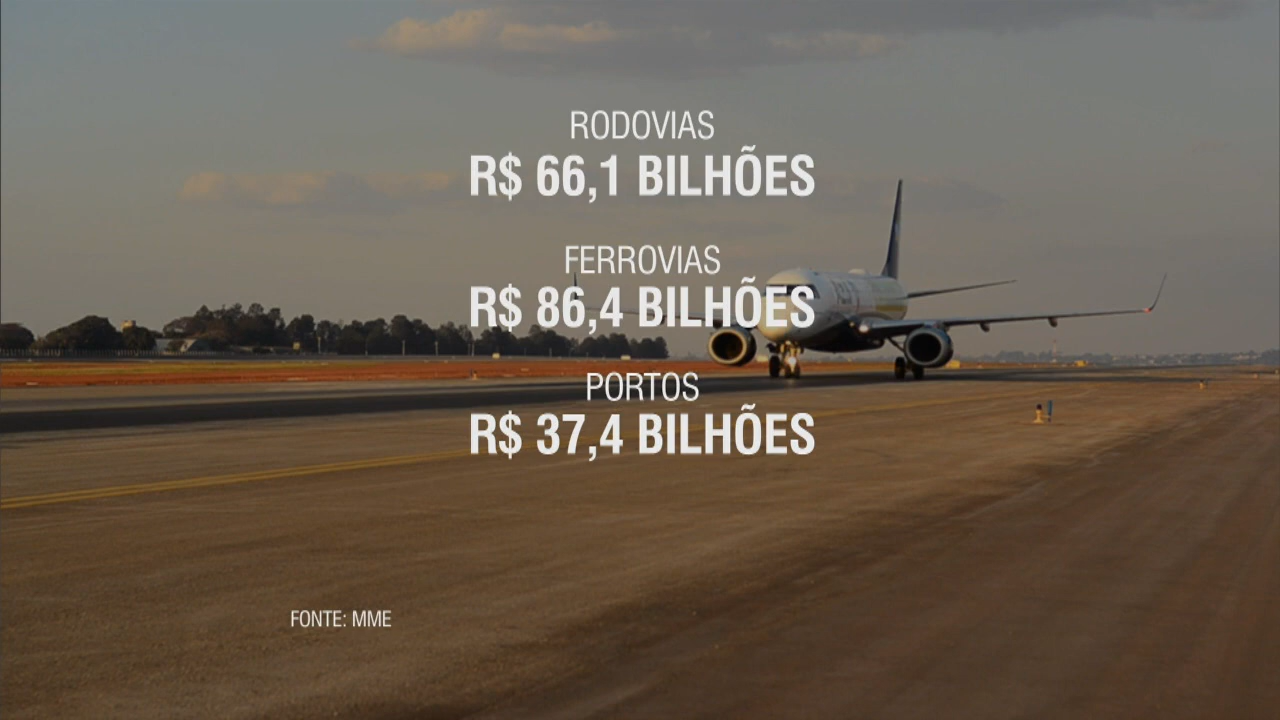 RODOVIAS
R$ 66,1 BILHÕES
FERROVIAS
R$ 86,4 BILHÕES
PORTOS
R$ 37,4 BILHÕES
FONTE: MME